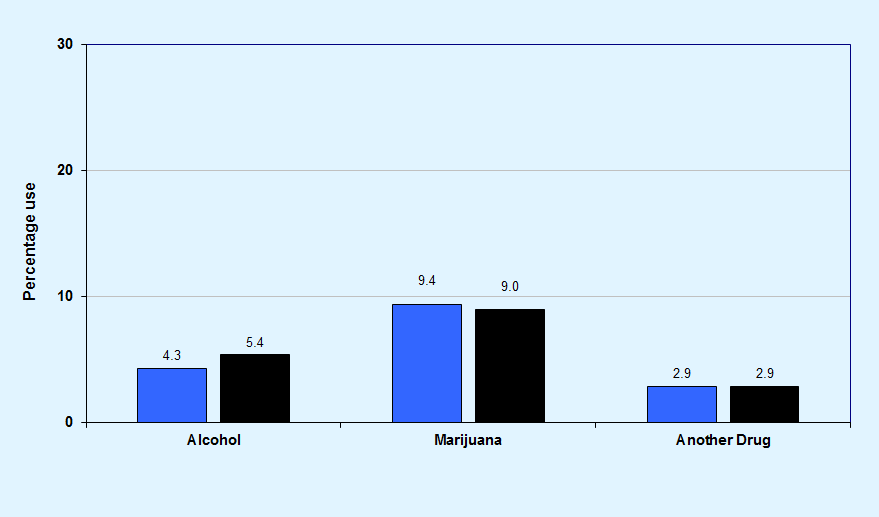 30
20
10
0
Percentage use
4.3
5.4
9.4
9.0
2.9
2.9
Alcohol
Marijuana
Another Drug